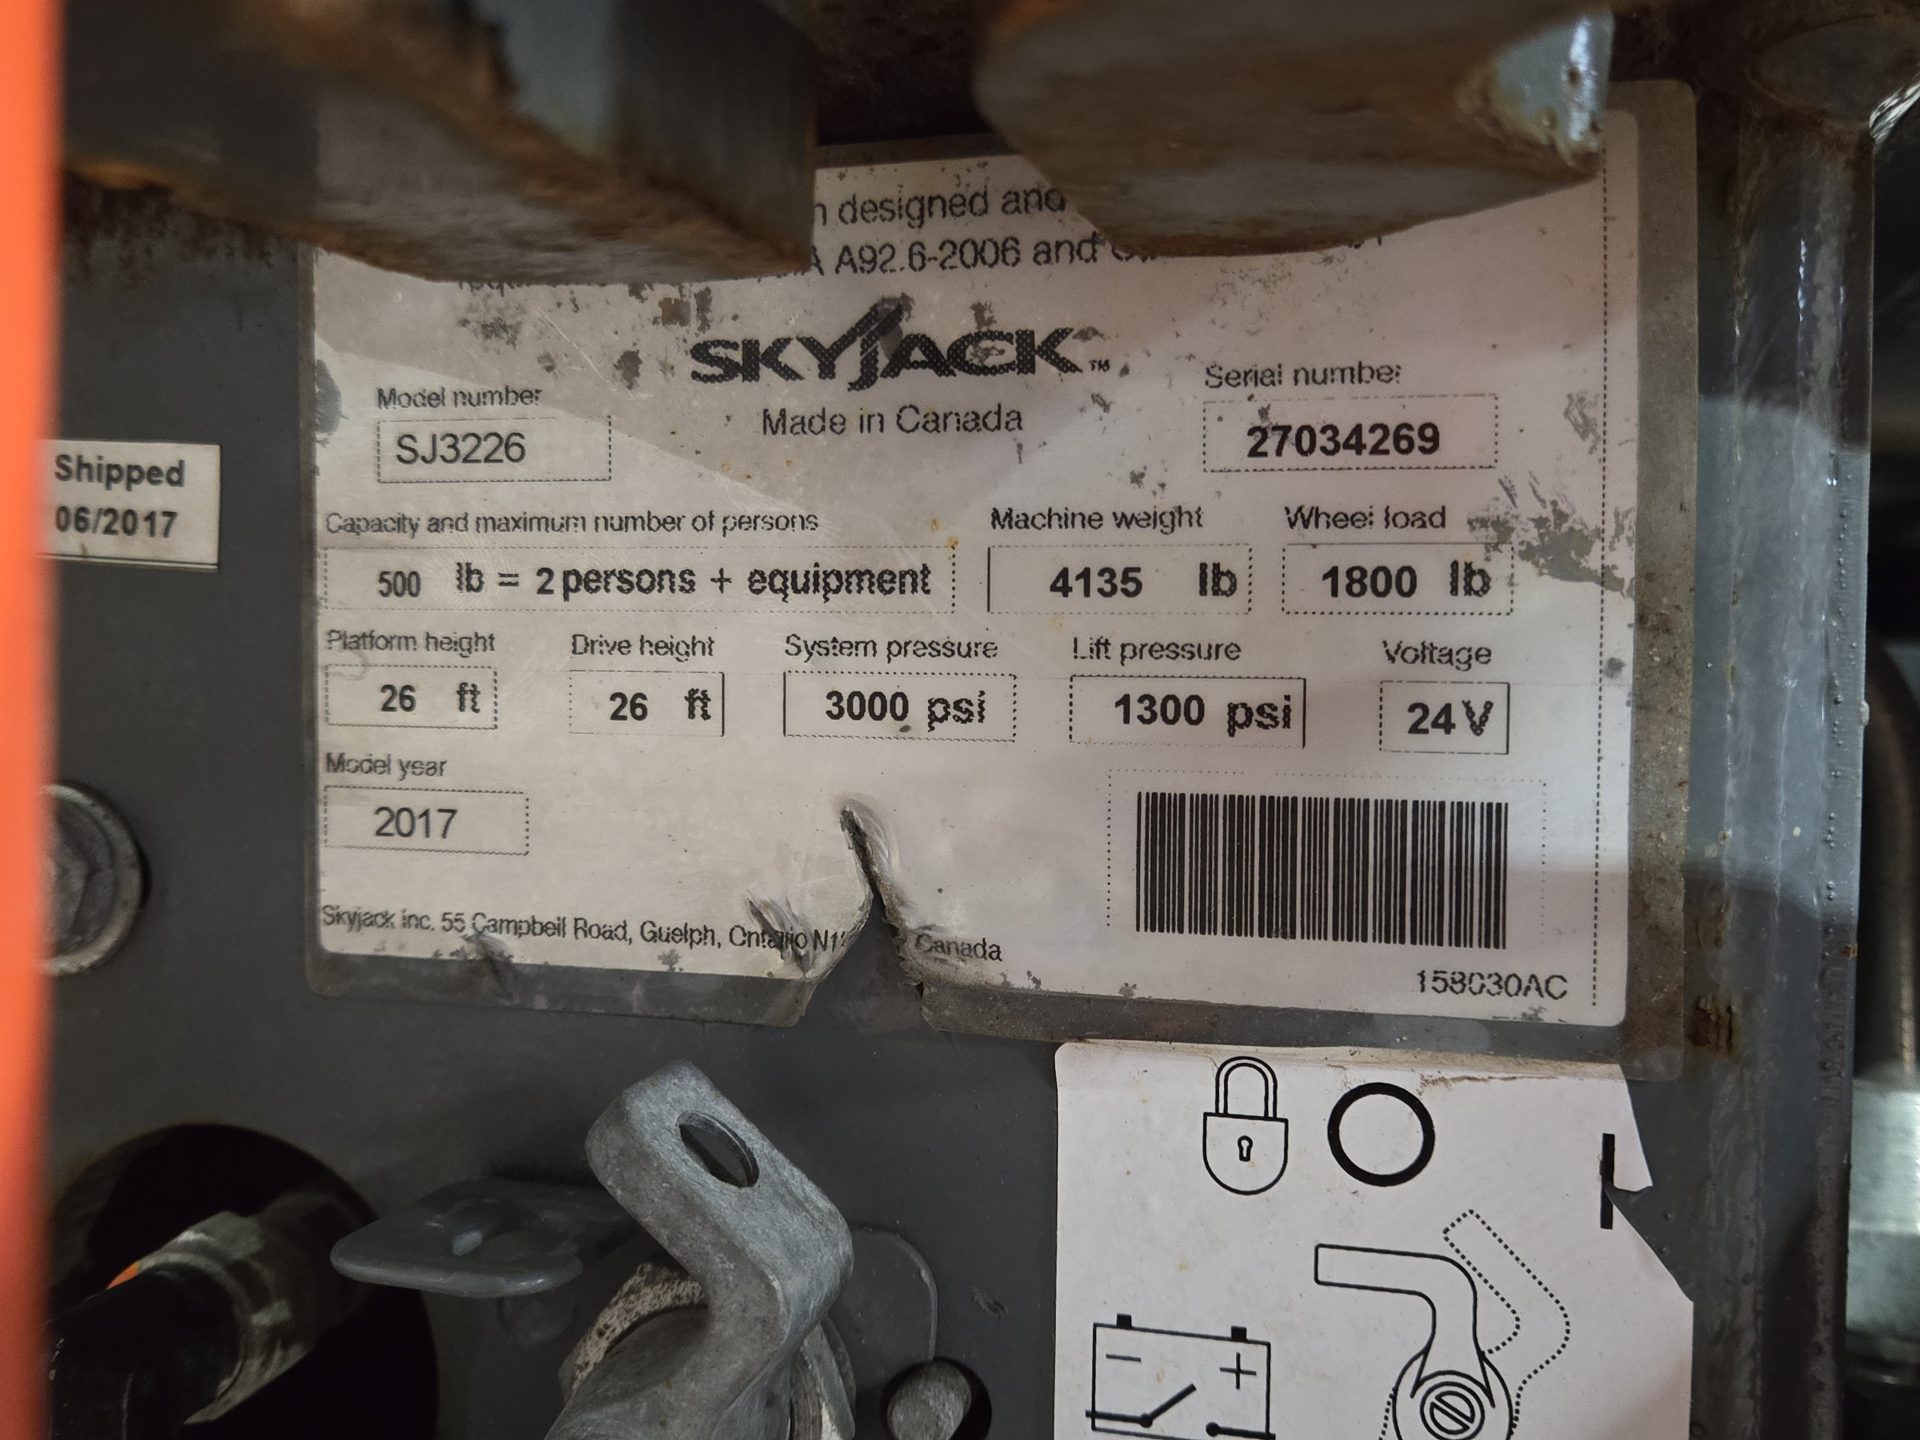 designed and
A92.6-2006 and
SKYJACK™
Made in Canada
Model number
SJ3226
Serial number
27034269
Shipped
06/2017
Capacity and maximum number of persons
500 lb = 2 persons + equipment
Machine weight
4135 lb
Wheel load
1800 lb
Platform height
26 ft
Drive height
26 ft
System pressure
3000 psi
Lift pressure
1300 psi
Voltage
24 V
Model year
2017
Skyjack Inc. 55 Campbell Road, Guelph, Ontario Canada
158030AC